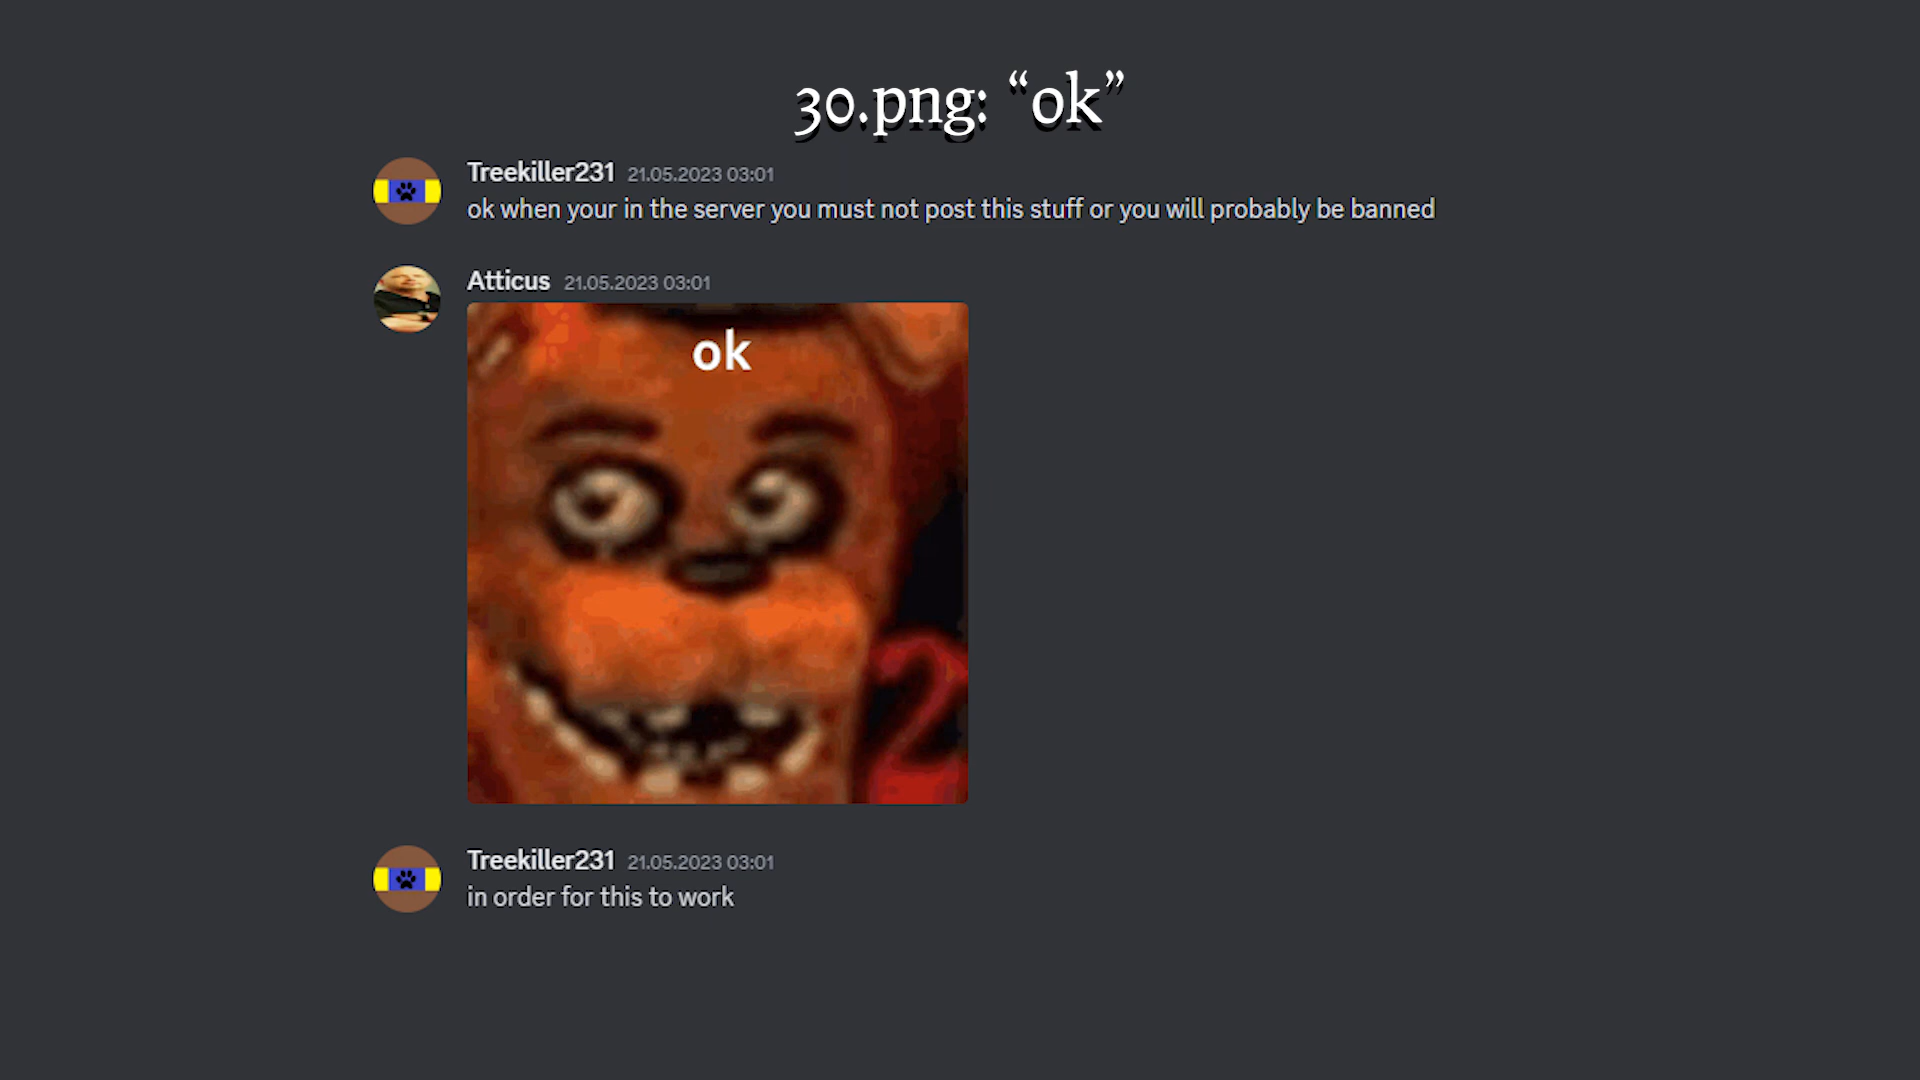 30.png: “ok”
Treekiller231 21.05.2023 03:01
ok when your in the server you must not post this stuff or you will probably be banned
Atticus 21.05.2023 03:01
ok
2
Treekiller231 21.05.2023 03:01
in order for this to work